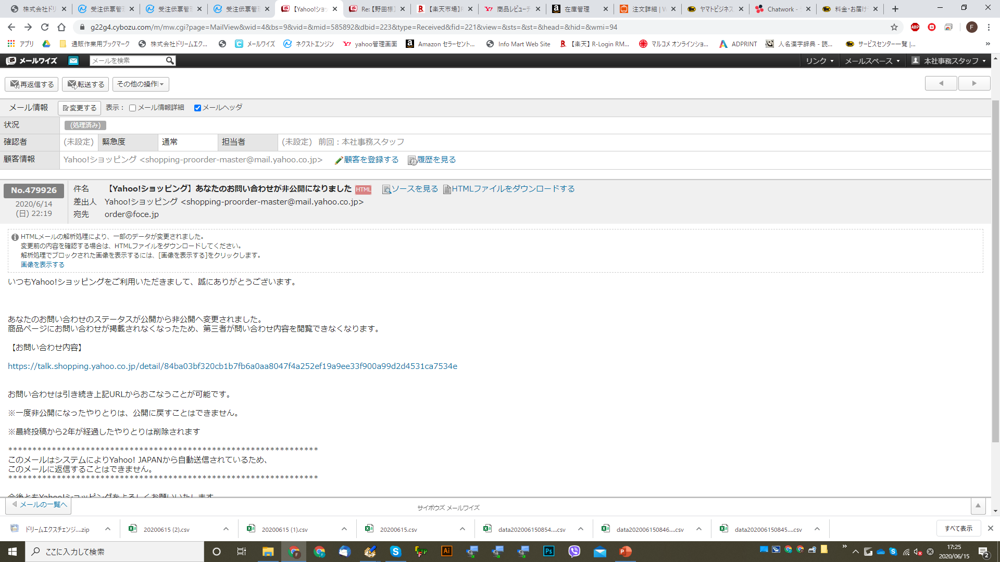 株式会社ドリ
受注伝票管理
受注伝票管理
受注伝票管理
【Yahoo!ショッ
Re: 【野田様】
【楽天市場】R
商品レビューチ
在庫管理
注文詳細 | W
ヤマトビジネス
Chatwork -
料金・お届け
g22g4.cybozu.com/m/mw.cgi?page=MailView&wid=4&bs=9&vid=&mid=585892&dbid=223&type=Received&fid=221&view=&sts=&st=&head=&hid=&wmi=94
ABP
F
アプリ
通販作業用ブックマーク
株式会社ドリームエク...
メールワイズ
ネクストエンジン
yahoo管理画面
Amazon セラーセント...
Info Mart Web Site
【楽天】 R-Login RM...
マルコメ オンラインショ...
ADPRINT
人名漢字辞典 - 読...
サービスセンター一覧 |...
メールワイズ
メールを検索
リンク
メールスペース
本社事務スタッフ
再返信する
転送する
その他の操作
メール情報
変更する
表示：
メール情報詳細
メールヘッダ
状況
(処理済み)
確認者
(未設定)
緊急度
通常
担当者
(未設定) 前回：本社事務スタッフ
顧客情報
Yahoo!ショッピング <shopping-proorder-master@mail.yahoo.co.jp>
顧客を登録する
履歴を見る
No.479926
2020/6/14
(日) 22:19
件名
【Yahoo!ショッピング】あなたのお問い合わせが非公開になりました
HTML
ソースを見る
HTMLファイルをダウンロードする
差出人
Yahoo!ショッピング <shopping-proorder-master@mail.yahoo.co.jp>
宛先
order@foce.jp
HTMLメールの解析処理により、一部のデータが変更されました。
変更前の内容を確認する場合は、HTMLファイルをダウンロードしてください。
解析処理でブロックされた画像を表示するには、[画像を表示する]をクリックします。
画像を表示する
いつもYahoo!ショッピングをご利用いただきまして、誠にありがとうございます。
あなたのお問い合わせのステータスが公開から非公開へ変更されました。
商品ページにお問い合わせが掲載されなくなったため、第三者が問い合わせ内容を閲覧できなくなります。
【お問い合わせ内容】
https://talk.shopping.yahoo.co.jp/detail/84ba03bf320cb1b7fb6a0aa8047f4a252ef19a9ee33f900a99d2d4531ca7534e
お問い合わせは引き続き上記URLからおこなうことが可能です。
※一度非公開になったやりとりは、公開に戻すことはできません。
※最終投稿から2年が経過したやりとりは削除されます
****************************************************************
このメールはシステムによりYahoo! JAPANから自動送信されているため、
このメールに返信することはできません。
****************************************************************
今後ともYahoo!ショッピングをよろしくお願いいたします
メールの一覧へ
サイボウズ メールワイズ
ドリームエクスチェンジ....zip
20200615 (2).csv
20200615 (1).csv
20200615.csv
data202006150854....csv
data202006150846....csv
data202006150845....csv
すべて表示
ここに入力して検索
17:25
2020/06/15
2